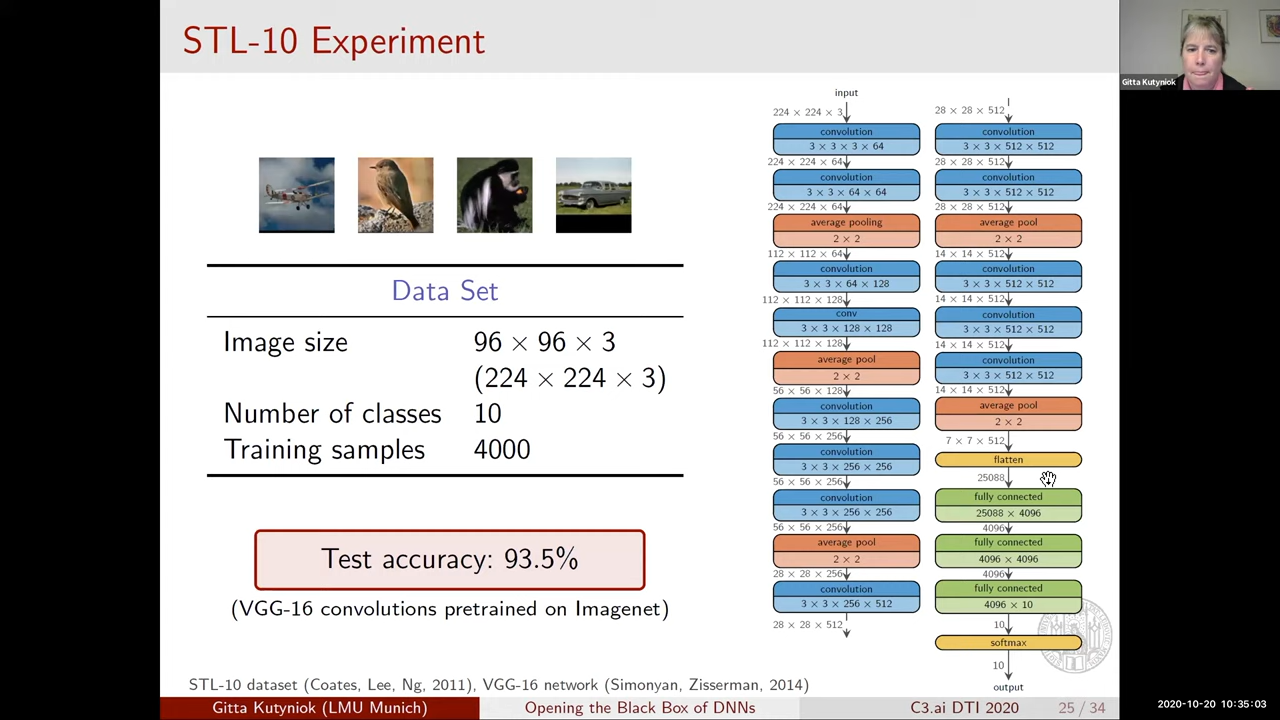 STL-10 Experiment
Data Set
Image size 96 × 96 × 3
(224 × 224 × 3)
Number of classes 10
Training samples 4000
Test accuracy: 93.5%
(VGG-16 convolutions pretrained on Imagenet)
input
224 × 224 × 3
convolution
3 × 3 × 3 × 64
224 × 224 × 64
convolution
3 × 3 × 64 × 64
224 × 224 × 64
average pooling
2 × 2
112 × 112 × 64
convolution
3 × 3 × 64 × 128
112 × 112 × 128
conv
3 × 3 × 128 × 128
112 × 112 × 128
average pool
2 × 2
56 × 56 × 128
convolution
3 × 3 × 128 × 256
56 × 56 × 256
convolution
3 × 3 × 256 × 256
56 × 56 × 256
convolution
3 × 3 × 256 × 256
56 × 56 × 256
average pool
2 × 2
28 × 28 × 256
convolution
3 × 3 × 256 × 512
28 × 28 × 512
28 × 28 × 512
convolution
3 × 3 × 512 × 512
28 × 28 × 512
convolution
3 × 3 × 512 × 512
28 × 28 × 512
average pool
2 × 2
14 × 14 × 512
convolution
3 × 3 × 512 × 512
14 × 14 × 512
convolution
3 × 3 × 512 × 512
14 × 14 × 512
convolution
3 × 3 × 512 × 512
14 × 14 × 512
average pool
2 × 2
7 × 7 × 512
flatten
25088
fully connected
25088 × 4096
4096
fully connected
4096 × 4096
4096
fully connected
4096 × 10
10
softmax
10
output
STL-10 dataset (Coates, Lee, Ng, 2011), VGG-16 network (Simonyan, Zisserman, 2014)
Gitta Kutyniok (LMU Munich) Opening the Black Box of DNNs C3.ai DTI 2020 25 / 34
Gitta Kutyniok
2020-10-20 10:35:03